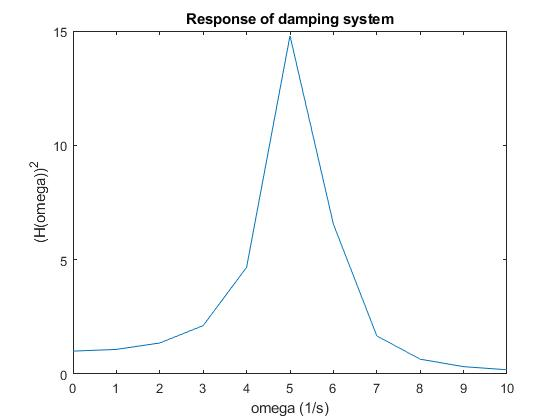 Response of damping system
15
10
5
0
(H(omega))²
0 1 2 3 4 5 6 7 8 9 10
omega (1/s)